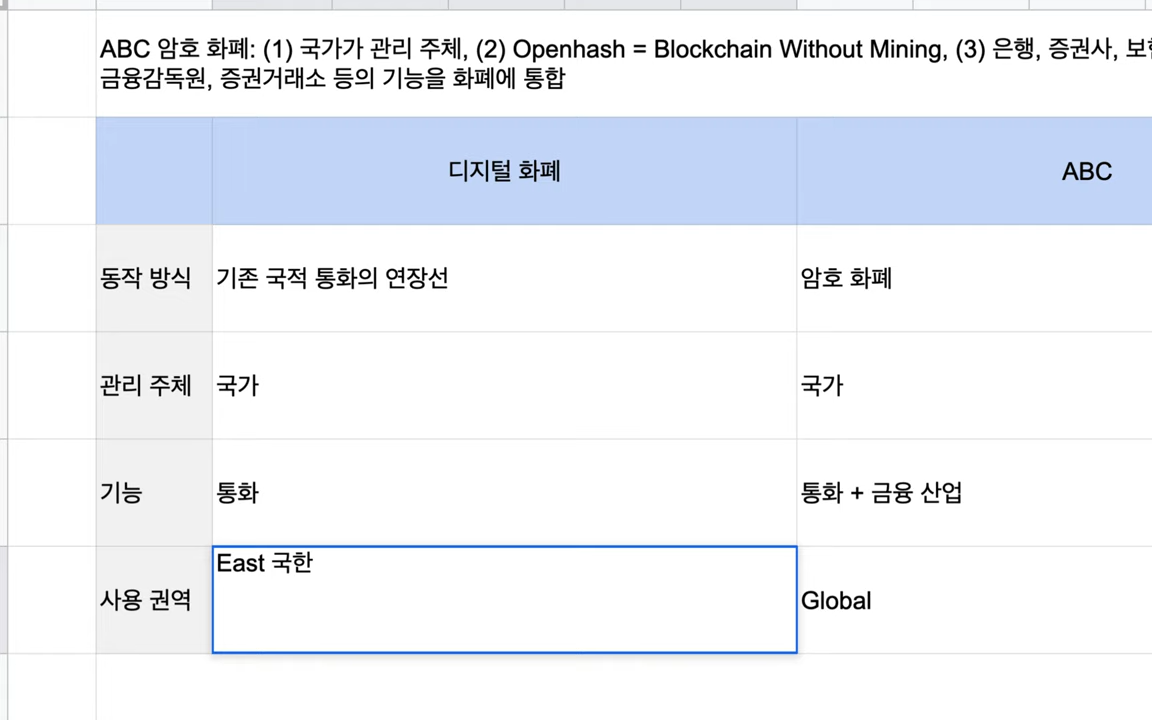 ABC 암호 화폐: (1) 국가가 관리 주체, (2) Openhash = Blockchain Without Mining, (3) 은행, 증권사,
금융감독원, 증권거래소 등의 기능을 화폐에 통합
디지털 화폐 ABC
동작 방식 기존 국적 통화의 연장선 암호 화폐
관리 주체 국가 국가
기능 통화 통화 + 금융 산업
사용 권역 East 국한 Global